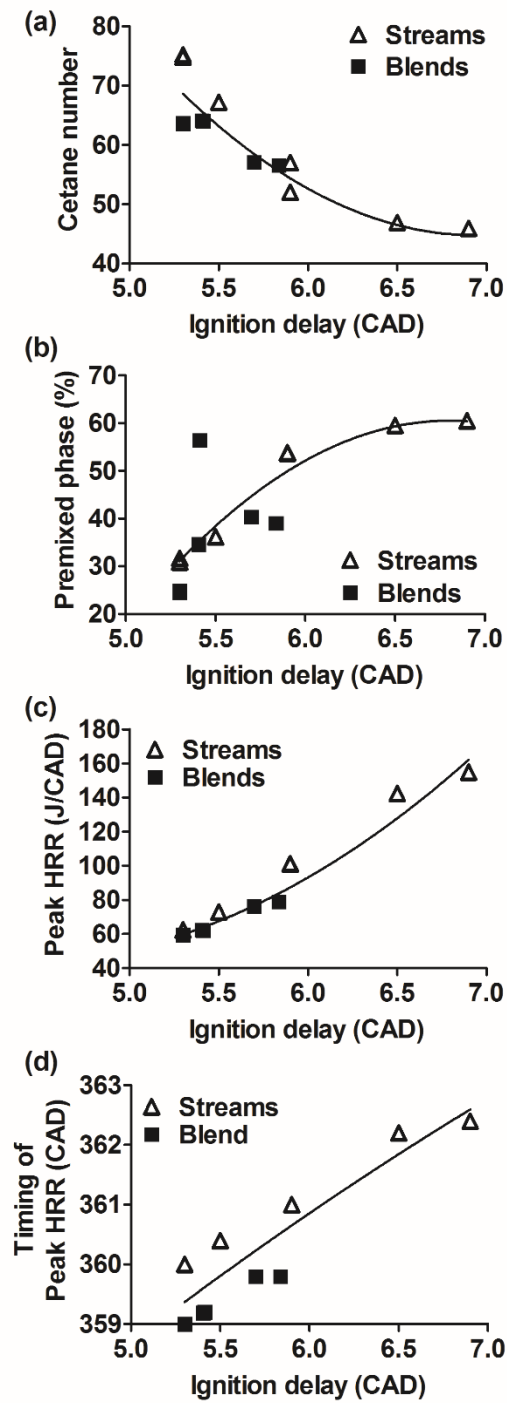 (a)
80
70
60
50
40
Cetane number
Streams
Blends
5.0 5.5 6.0 6.5 7.0
Ignition delay (CAD)
(b)
70
60
50
40
30
20
Premixed phase (%)
Streams
Blends
5.0 5.5 6.0 6.5 7.0
Ignition delay (CAD)
(c)
180
160
140
120
100
80
60
40
Peak HRR (J/CAD)
Streams
Blends
5.0 5.5 6.0 6.5 7.0
Ignition delay (CAD)
(d)
363
362
361
360
359
Timing of
Peak HRR (CAD)
Streams
Blend
5.0 5.5 6.0 6.5 7.0
Ignition delay (CAD)